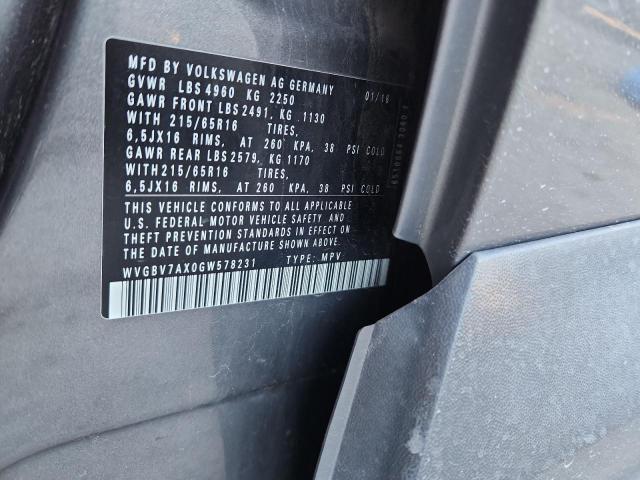 MFD BY VOLKSWAGEN AG GERMANY
GVWR LBS 4960 KG 2250 01/16
GAWR FRONT LBS 2491, KG 1130
WITH 215/65R16 TIRES,
6,5JX16 RIMS, AT 260 KPA, 38 PSI COLD
GAWR REAR LBS 2579, KG 1170
WITH 215/65R16 TIRES,
6,5JX16 RIMS, AT 260 KPA, 38 PSI COLD
THIS VEHICLE CONFORMS TO ALL APPLICABLE
U.S. FEDERAL MOTOR VEHICLE SAFETY AND
THEFT PREVENTION STANDARDS IN EFFECT ON
THE DATE OF MANUFACTURE SHOWN ABOVE.
WVGBV7AX0GW578231 TYPE: MPV